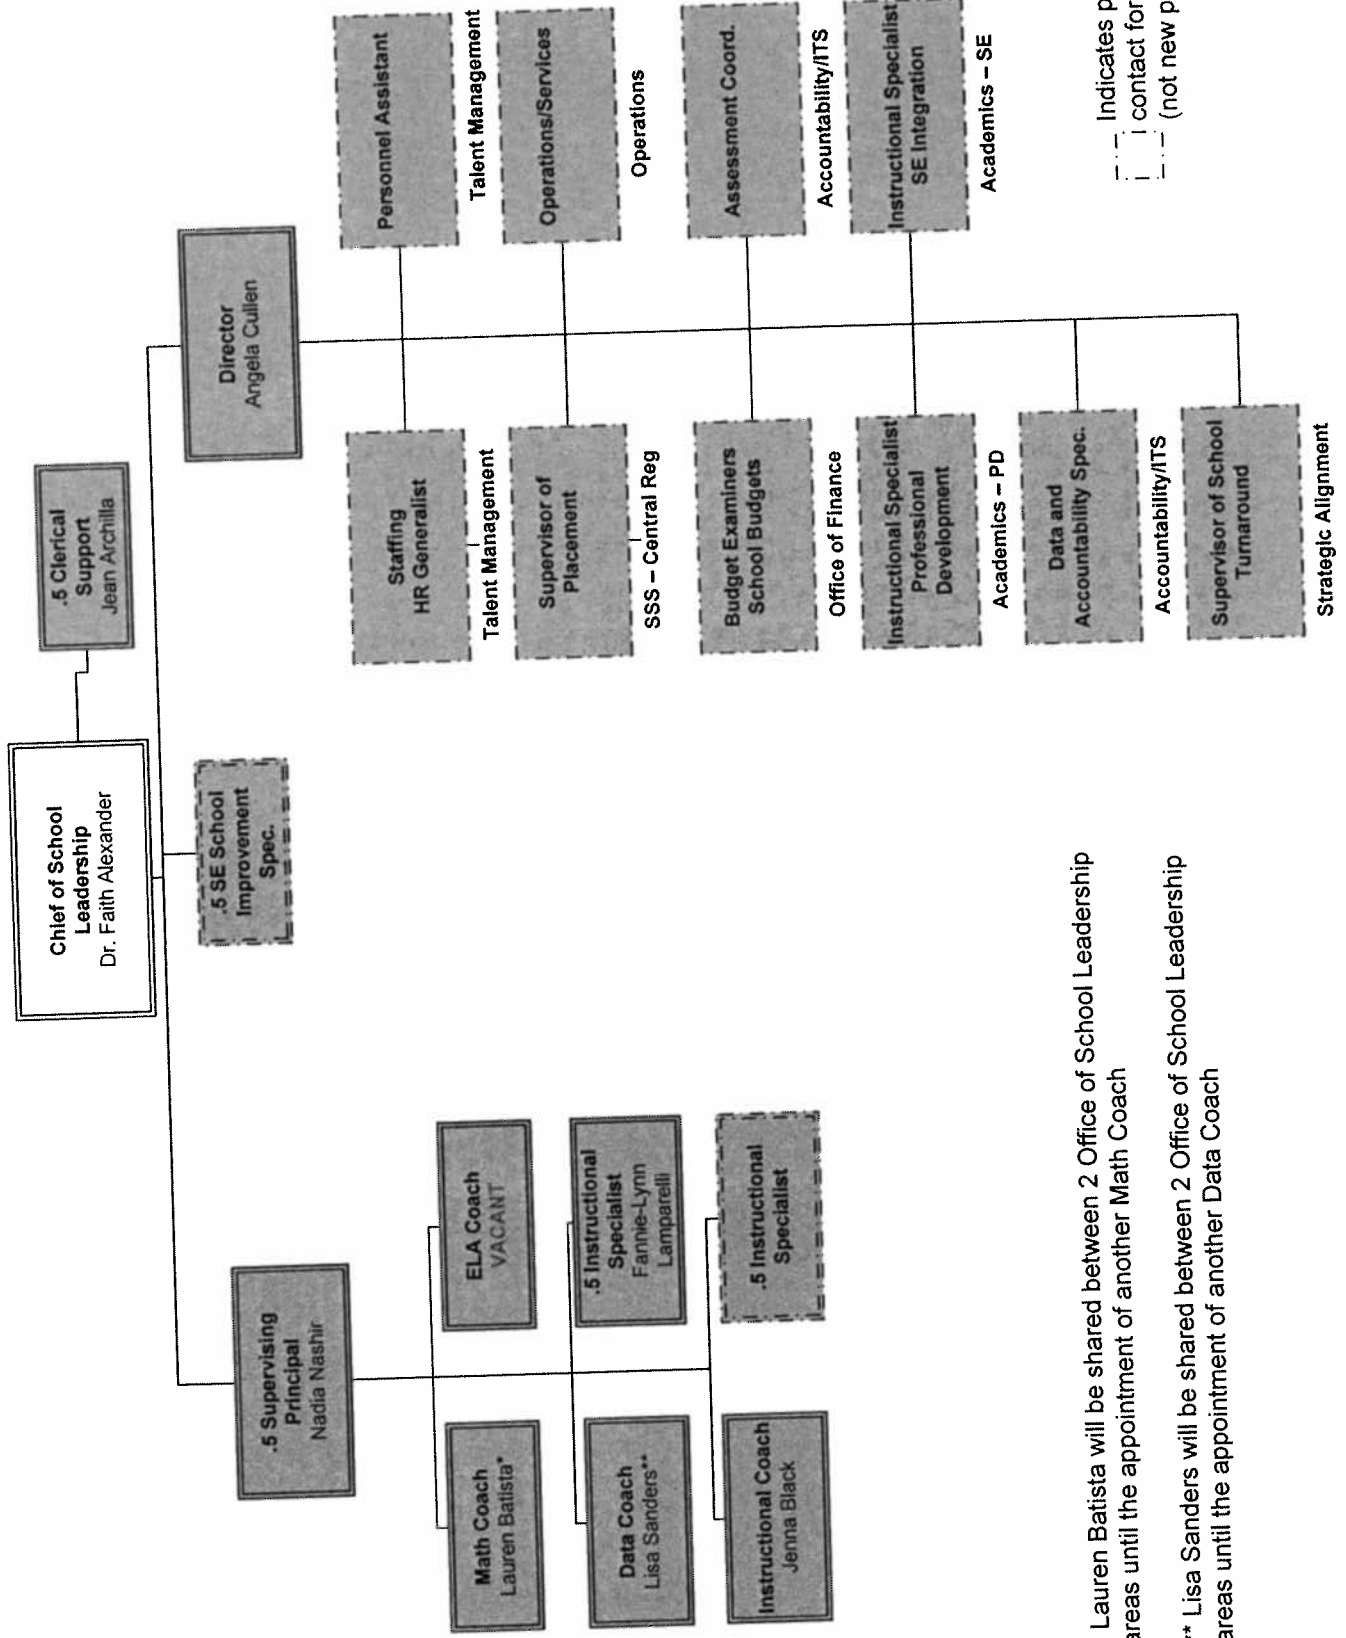 Chief of School
Leadership
Dr. Faith Alexander
.5 Clerical
Support
Jean Archilla
.5 SE School
Improvement
Spec.
.5 Supervising
Principal
Nadia Nashir
Math Coach
Lauren Batista*
ELA Coach
VACANT
Data Coach
Lisa Sanders**
.5 Instructional
Specialist
Fannie-Lynn
Lamparelli
Instructional Coach
Jenna Black
.5 Instructional
Specialist
Director
Angela Cullen
Staffing
HR Generalist
Talent Management
Personnel Assistant
Talent Management
Supervisor of
Placement
SSS – Central Reg
Operations/Services
Operations
Budget Examiners
School Budgets
Office of Finance
Assessment Coord.
Accountability/ITS
Instructional Specialist
Professional
Development
Academics – PD
Instructional Specialist
SE Integration
Academics – SE
Data and
Accountability Spec.
Accountability/ITS
Supervisor of School
Turnaround
Strategic Alignment
Lauren Batista will be shared between 2 Office of School Leadership
areas until the appointment of another Math Coach
** Lisa Sanders will be shared between 2 Office of School Leadership
areas until the appointment of another Data Coach
Indicates
contact for
(not new